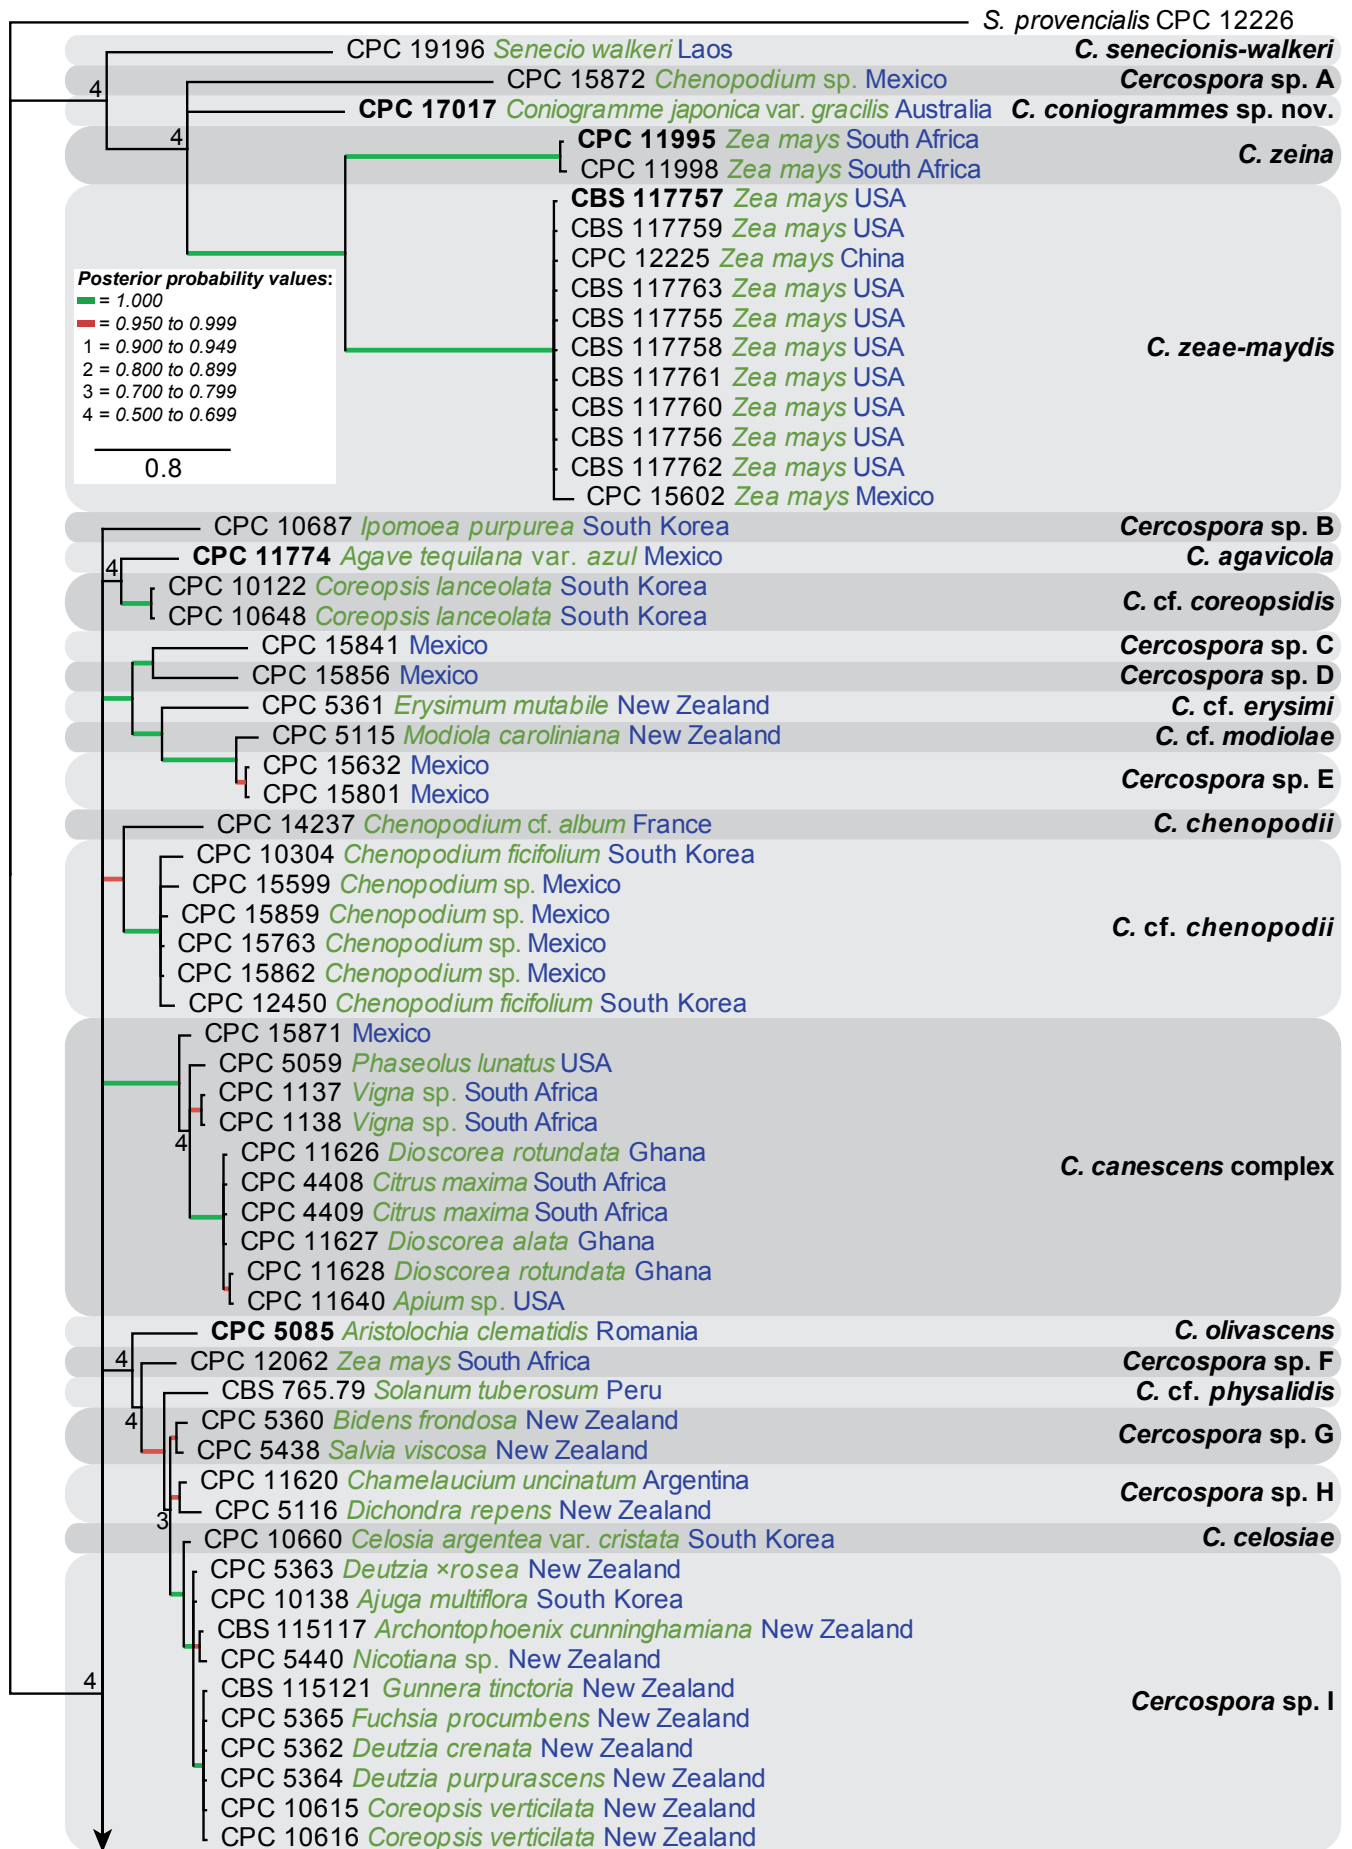 S. provencialis CPC 12226
CPC 19196 Senecio walkeri Laos C. senecionis-walkeri
4
CPC 15872 Chenopodium sp. Mexico Cercospora sp. A
CPC 17017 Coniogramme japonica var. gracilis Australia C. coniogrammes sp. nov.
4
CPC 11995 Zea mays South Africa
C. zeina
CPC 11998 Zea mays South Africa
CBS 117757 Zea mays USA
CBS 117759 Zea mays USA
CPC 12225 Zea mays China
Posterior probability values:
= 1.000
= 0.950 to 0.999
1 = 0.900 to 0.949
2 = 0.800 to 0.899
3 = 0.700 to 0.799
4 = 0.500 to 0.699
0.8
CBS 117763 Zea mays USA
CBS 117755 Zea mays USA
CBS 117758 Zea mays USA C. zeae-maydis
CBS 117761 Zea mays USA
CBS 117760 Zea mays USA
CBS 117756 Zea mays USA
CBS 117762 Zea mays USA
CPC 15602 Zea mays Mexico
CPC 10687 Ipomoea purpurea South Korea Cercospora sp. B
CPC 11774 Agave tequilana var. azul Mexico C. agavicola
4
CPC 10122 Coreopsis lanceolata South Korea
C. cf. coreopsidis
CPC 10648 Coreopsis lanceolata South Korea
CPC 15841 Mexico Cercospora sp. C
CPC 15856 Mexico Cercospora sp. D
CPC 5361 Erysimum mutabile New Zealand C. cf. erysimi
CPC 5115 Modiola caroliniana New Zealand C. cf. modiolae
CPC 15632 Mexico
Cercospora sp. E
CPC 15801 Mexico
CPC 14237 Chenopodium cf. album France C. chenopodii
CPC 10304 Chenopodium ficifolium South Korea
CPC 15599 Chenopodium sp. Mexico
CPC 15859 Chenopodium sp. Mexico
C. cf. chenopodii
CPC 15763 Chenopodium sp. Mexico
CPC 15862 Chenopodium sp. Mexico
CPC 12450 Chenopodium ficifolium South Korea
CPC 15871 Mexico
CPC 5059 Phaseolus lunatus USA
CPC 1137 Vigna sp. South Africa
CPC 1138 Vigna sp. South Africa
4
CPC 11626 Dioscorea rotundata Ghana
C. canescens complex
CPC 4408 Citrus maxima South Africa
CPC 4409 Citrus maxima South Africa
CPC 11627 Dioscorea alata Ghana
CPC 11628 Dioscorea rotundata Ghana
CPC 11640 Apium sp. USA
CPC 5085 Aristolochia clematidis Romania C. olivascens
4
CPC 12062 Zea mays South Africa Cercospora sp. F
CBS 765.79 Solanum tuberosum Peru C. cf. physalidis
4
CPC 5360 Bidens frondosa New Zealand
Cercospora sp. G
CPC 5438 Salvia viscosa New Zealand
CPC 11620 Chamelaucium uncinatum Argentina
Cercospora sp. H
CPC 5116 Dichondra repens New Zealand
3
CPC 10660 Celosia argentea var. cristata South Korea C. celosiae
CPC 5363 Deutzia ×rosea New Zealand
CPC 10138 Ajuga multiflora South Korea
CBS 115117 Archontophoenix cunninghamiana New Zealand
CPC 5440 Nicotiana sp. New Zealand
4
CBS 115121 Gunnera tinctoria New Zealand
Cercospora sp. I
CPC 5365 Fuchsia procumbens New Zealand
CPC 5362 Deutzia crenata New Zealand
CPC 5364 Deutzia purpurascens New Zealand
CPC 10615 Coreopsis verticilata New Zealand
CPC 10616 Coreopsis verticilata New Zealand